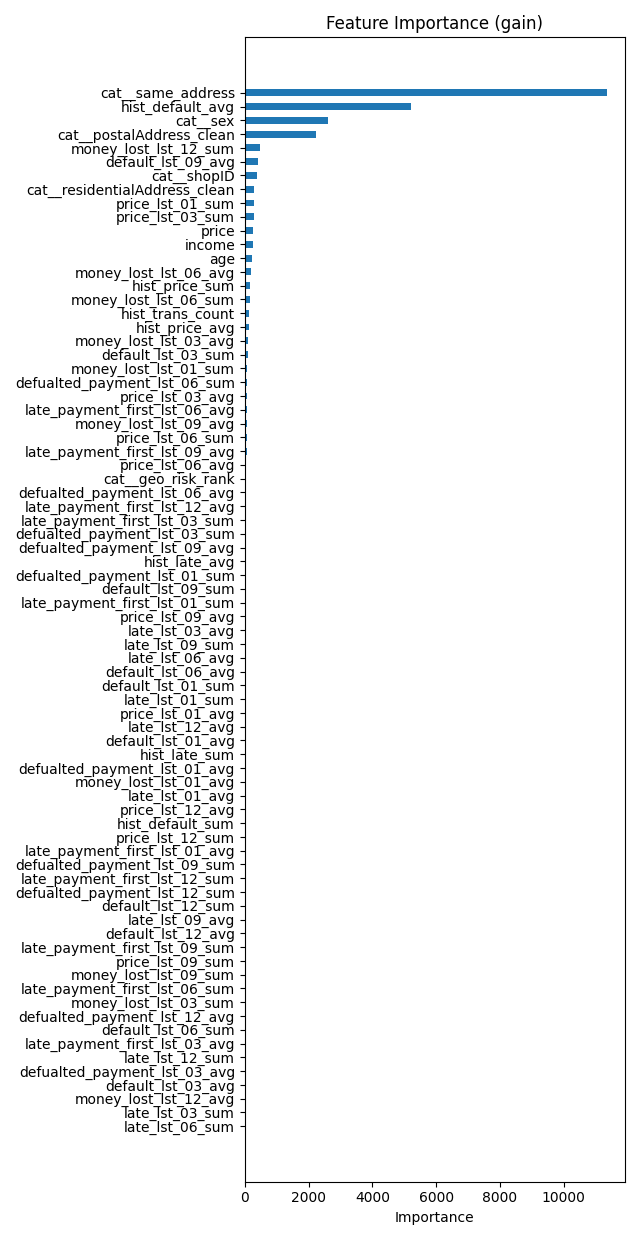 Feature Importance (gain)
cat__same_address
hist_default_avg
cat__sex
cat__postalAddress_clean
money_lost_lst_12_sum
default_lst_09_avg
cat__shopID
cat__residentialAddress_clean
price_lst_01_sum
price_lst_03_sum
price
income
age
money_lost_lst_06_avg
hist_price_sum
money_lost_lst_06_sum
hist_trans_count
hist_price_avg
money_lost_lst_03_avg
default_lst_03_sum
money_lost_lst_01_sum
defualted_payment_lst_06_sum
price_lst_03_avg
late_payment_first_lst_06_avg
money_lost_lst_09_avg
price_lst_06_sum
late_payment_first_lst_09_avg
price_lst_06_avg
cat__geo_risk_rank
defualted_payment_lst_06_avg
late_payment_first_lst_12_avg
late_payment_first_lst_03_sum
defualted_payment_lst_03_sum
defualted_payment_lst_09_avg
hist_late_avg
defualted_payment_lst_01_sum
default_lst_09_sum
late_payment_first_lst_01_sum
price_lst_09_avg
late_lst_03_avg
late_lst_09_sum
late_lst_06_avg
default_lst_06_avg
default_lst_01_sum
late_lst_01_sum
price_lst_01_avg
late_lst_12_avg
default_lst_01_avg
hist_late_sum
defualted_payment_lst_01_avg
money_lost_lst_01_avg
late_lst_01_avg
price_lst_12_avg
hist_default_sum
price_lst_12_sum
late_payment_first_lst_01_avg
defualted_payment_lst_09_sum
late_payment_first_lst_12_sum
defualted_payment_lst_12_sum
default_lst_12_sum
late_lst_09_avg
default_lst_12_avg
late_payment_first_lst_09_sum
price_lst_09_sum
money_lost_lst_09_sum
late_payment_first_lst_06_sum
money_lost_lst_03_sum
defualted_payment_lst_12_avg
default_lst_06_sum
late_payment_first_lst_03_avg
late_lst_12_sum
defualted_payment_lst_03_avg
default_lst_03_avg
money_lost_lst_12_avg
late_lst_03_sum
late_lst_06_sum
0 2000 4000 6000 8000 10000
Importance